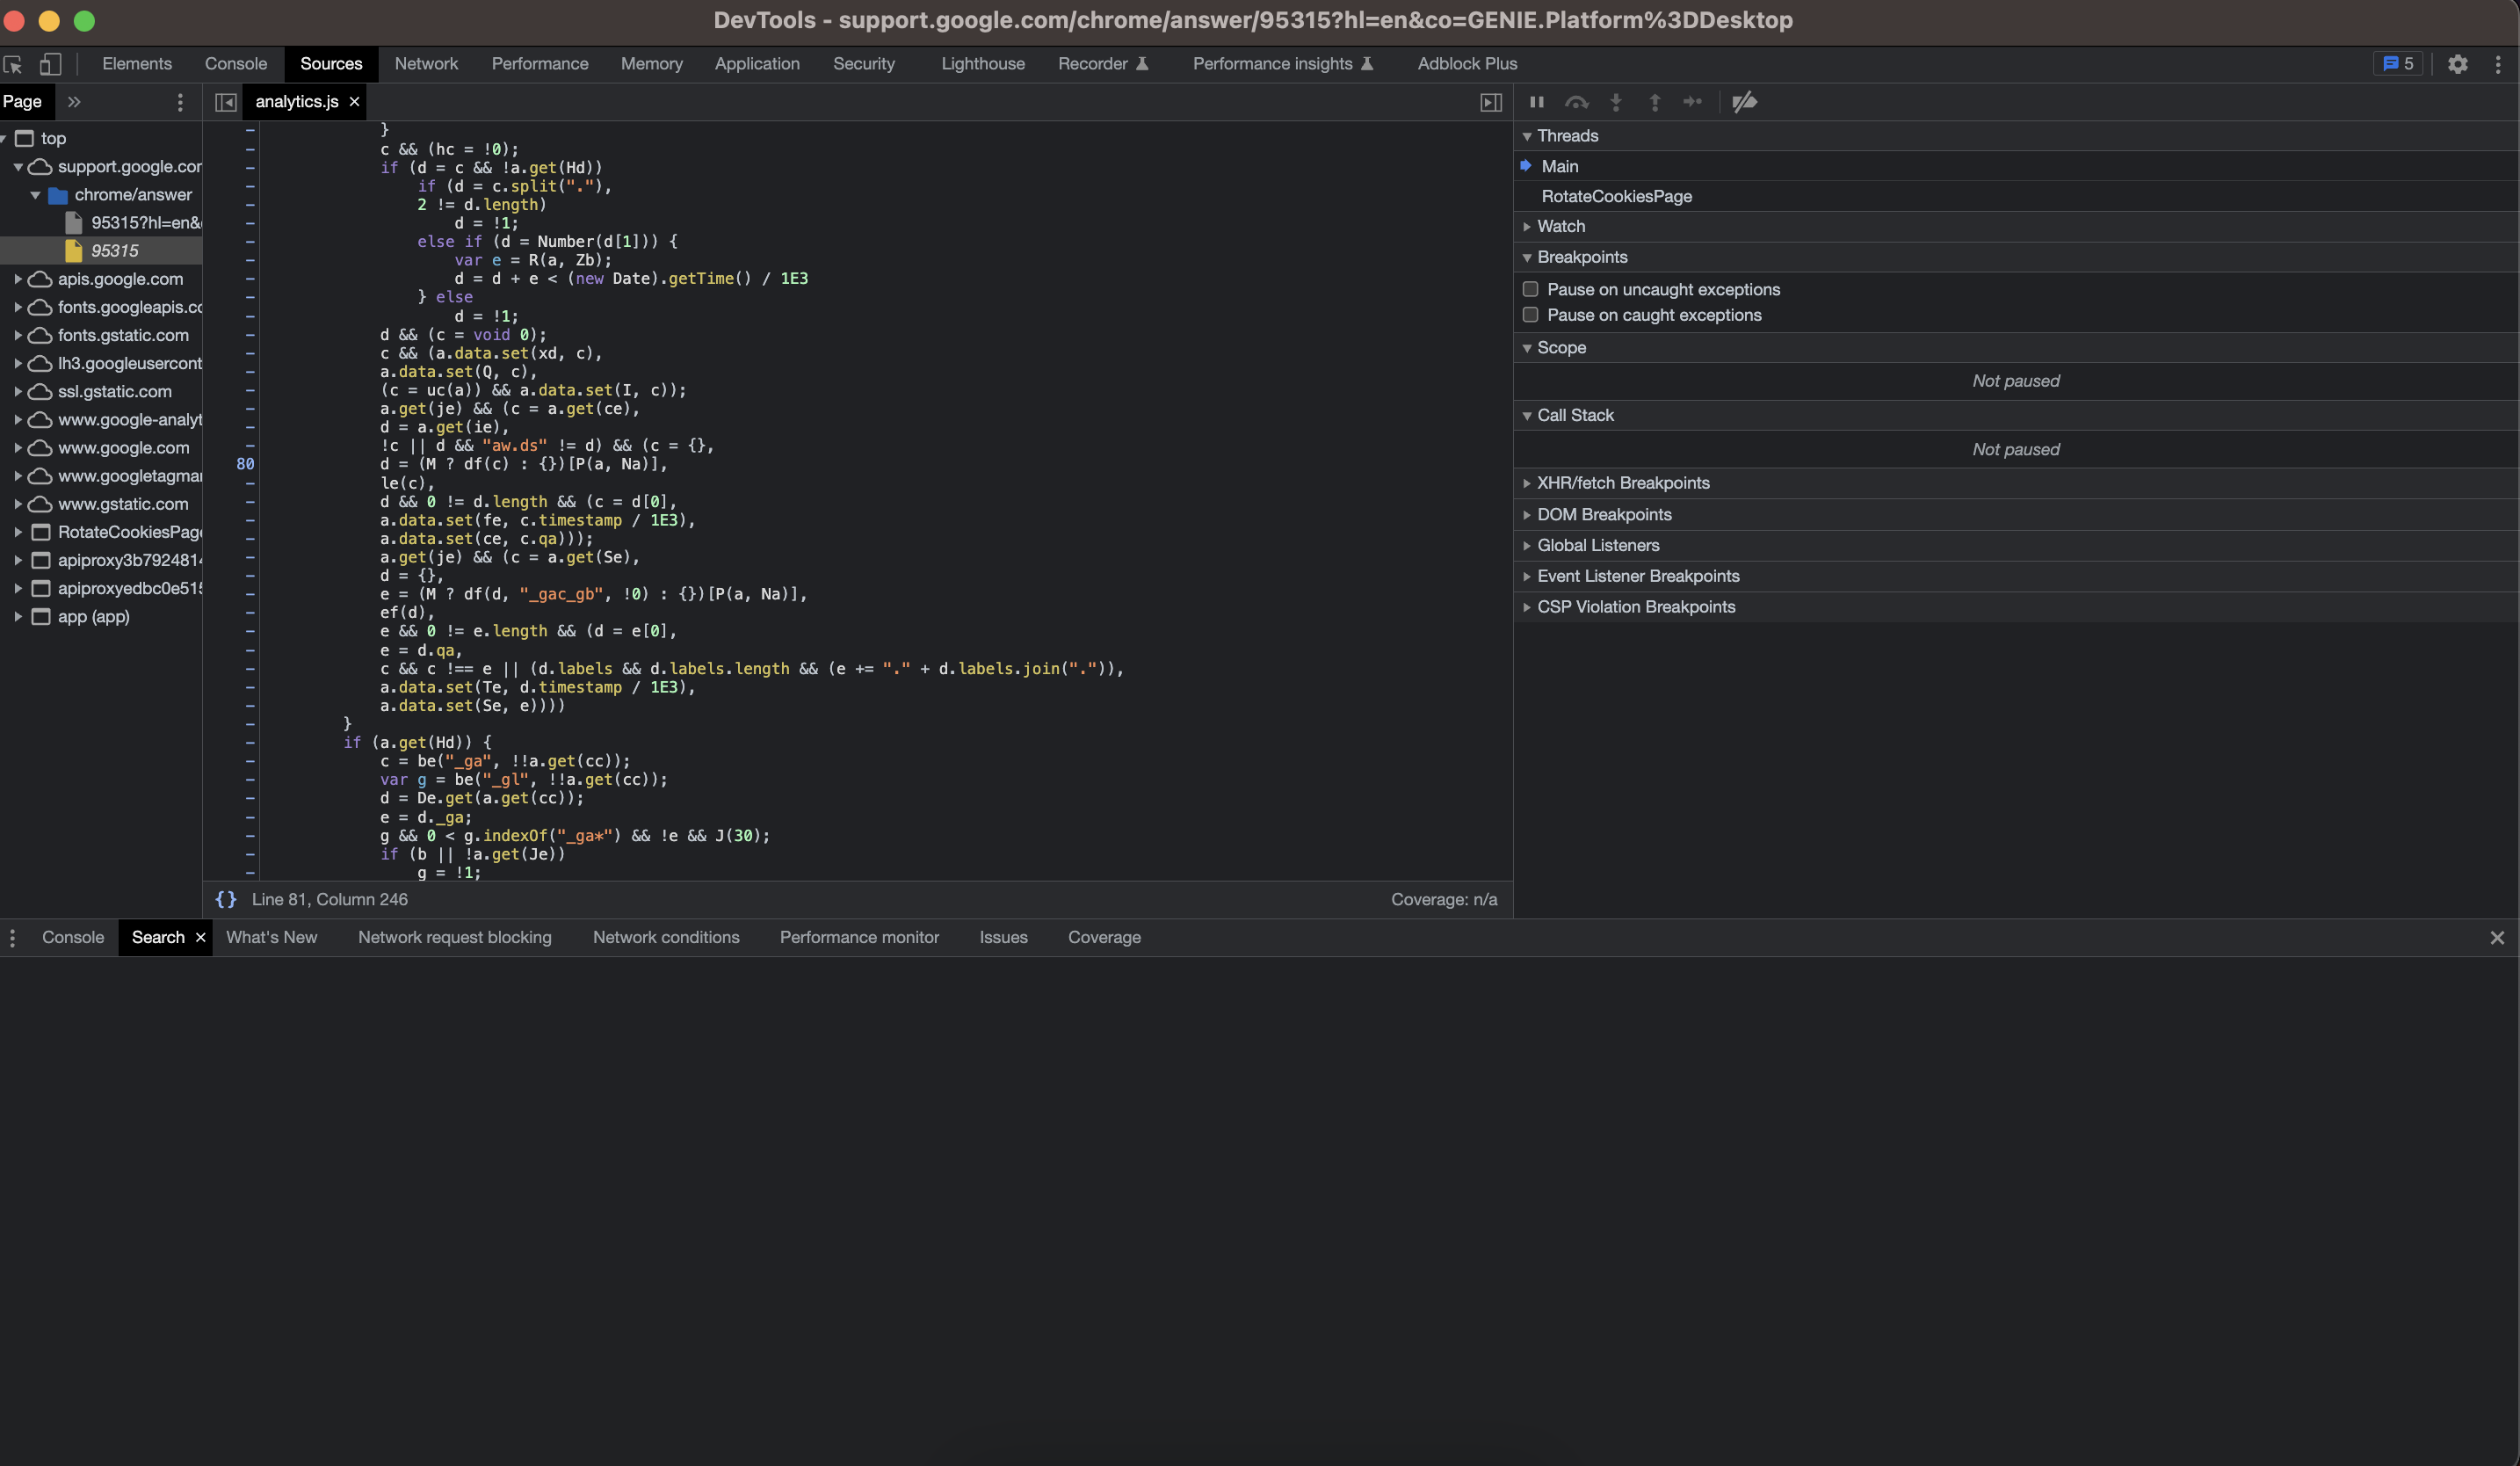 DevTools - support.google.com/chrome/answer/95315?hl=en&co=GENIE.Platform%3DDesktop
Elements Console Sources Network Performance Memory Application Security Lighthouse Recorder Performance insights Adblock Plus 5
Page » analytics.js ×
top
support.google.com
chrome/answer
95315?hl=en&
95315
apis.google.com
fonts.googleapis.co
fonts.gstatic.com
lh3.googleusercont
ssl.gstatic.com
www.google-analyt
www.google.com
www.googletagmar
www.gstatic.com
RotateCookiesPage
apiproxy3b7924814
apiproxyedbc0e515
app (app)
}
c && (hc = !0);
if (d = c && !a.get(Hd))
if (d = c.split("."),
2 != d.length)
d = !1;
else if (d = Number(d[1])) {
var e = R(a, Zb);
d = d + e < (new Date).getTime() / 1E3
} else
d = !1;
d && (c = void 0);
c && (a.data.set(xd, c),
a.data.set(Q, c),
(c = uc(a)) && a.data.set(I, c));
a.get(je) && (c = a.get(ce),
d = a.get(ie),
!c || d && "aw.ds" != d) && (c = {},
80 d = (M ? df(c) : {})[P(a, Na)],
le(c),
d && 0 != d.length && (c = d[0],
a.data.set(fe, c.timestamp / 1E3),
a.data.set(ce, c.qa)));
a.get(je) && (c = a.get(Se),
d = {},
e = (M ? df(d, "_gac_gb", !0) : {})[P(a, Na)],
ef(d),
e && 0 != e.length && (d = e[0],
e = d.qa,
c && c !== e || (d.labels && d.labels.length && (e += "." + d.labels.join(".")),
a.data.set(Te, d.timestamp / 1E3),
a.data.set(Se, e))))
}
if (a.get(Hd)) {
c = be("_ga", !!a.get(cc));
var g = be("_gl", !!a.get(cc));
d = De.get(a.get(cc));
e = d._ga;
g && 0 < g.indexOf("_ga*") && !e && J(30);
if (b || !a.get(Je))
g = !1;
{} Line 81, Column 246 Coverage: n/a
Threads
Main
RotateCookiesPage
Watch
Breakpoints
Pause on uncaught exceptions
Pause on caught exceptions
Scope
Not paused
Call Stack
Not paused
XHR/fetch Breakpoints
DOM Breakpoints
Global Listeners
Event Listener Breakpoints
CSP Violation Breakpoints
Console Search × What's New Network request blocking Network conditions Performance monitor Issues Coverage ×